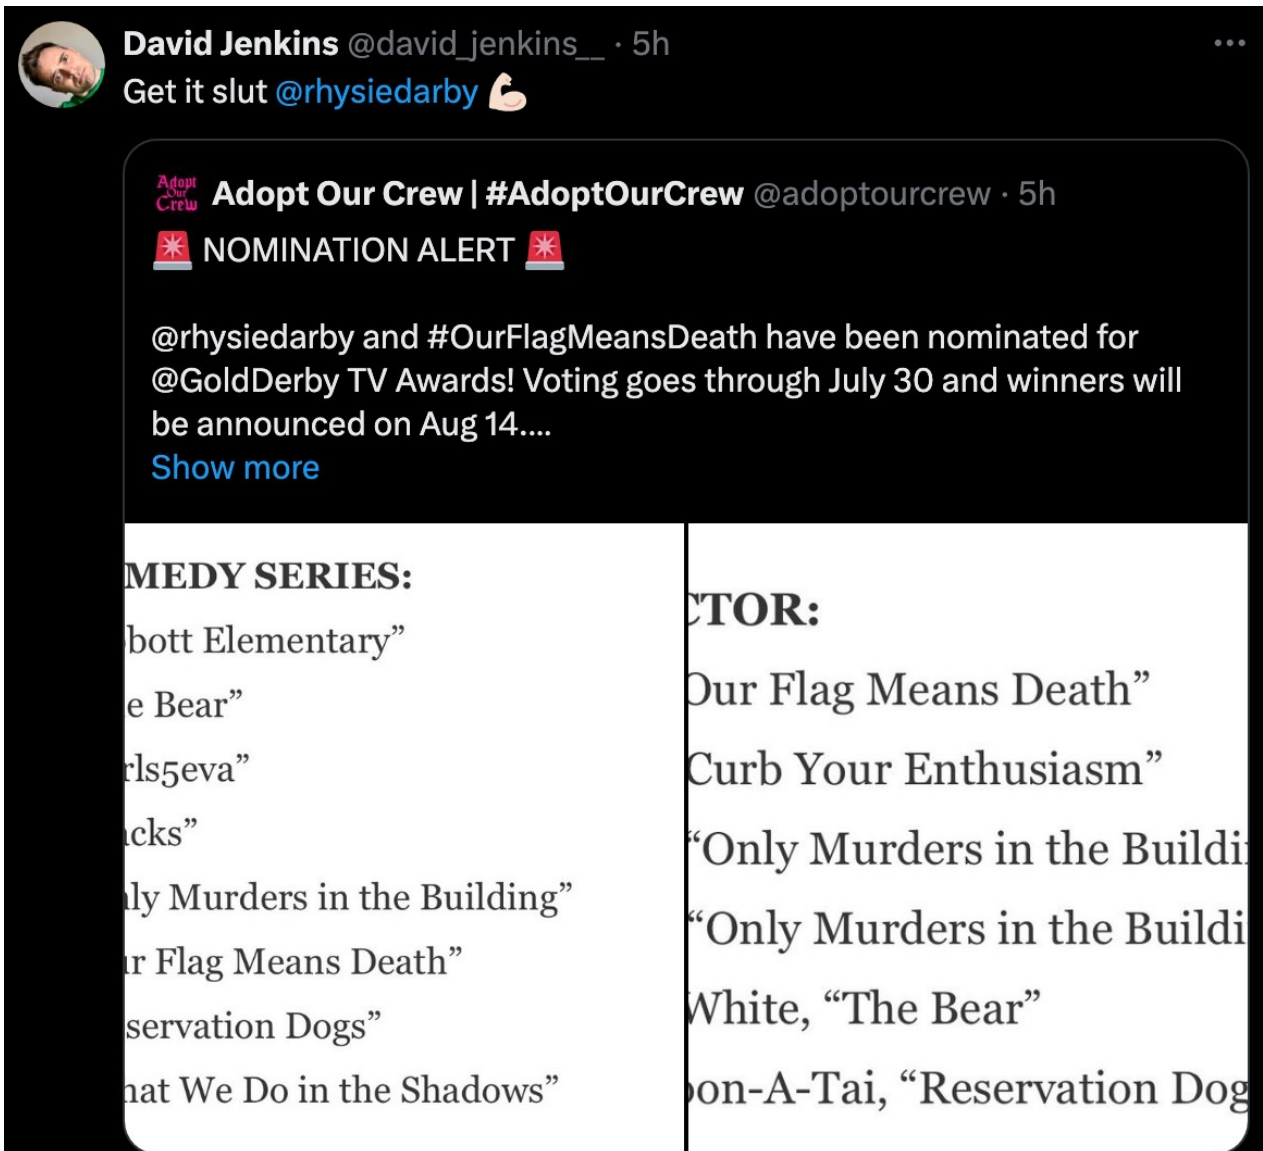 David Jenkins @david_jenkins__ · 5h
Get it slut @rhysiedarby 💪🏻
Adopt Our Crew
Adopt Our Crew | #AdoptOurCrew @adoptourcrew · 5h
🚨 NOMINATION ALERT 🚨
@rhysiedarby and #OurFlagMeansDeath have been nominated for
@GoldDerby TV Awards! Voting goes through July 30 and winners will
be announced on Aug 14....
Show more
MEDY SERIES:
bott Elementary”
e Bear”
rls5eva”
cks”
ly Murders in the Building”
r Flag Means Death”
servation Dogs”
hat We Do in the Shadows”
CTOR:
Our Flag Means Death”
Curb Your Enthusiasm”
“Only Murders in the Buildi
“Only Murders in the Buildi
White, “The Bear”
oon-A-Tai, “Reservation Dog